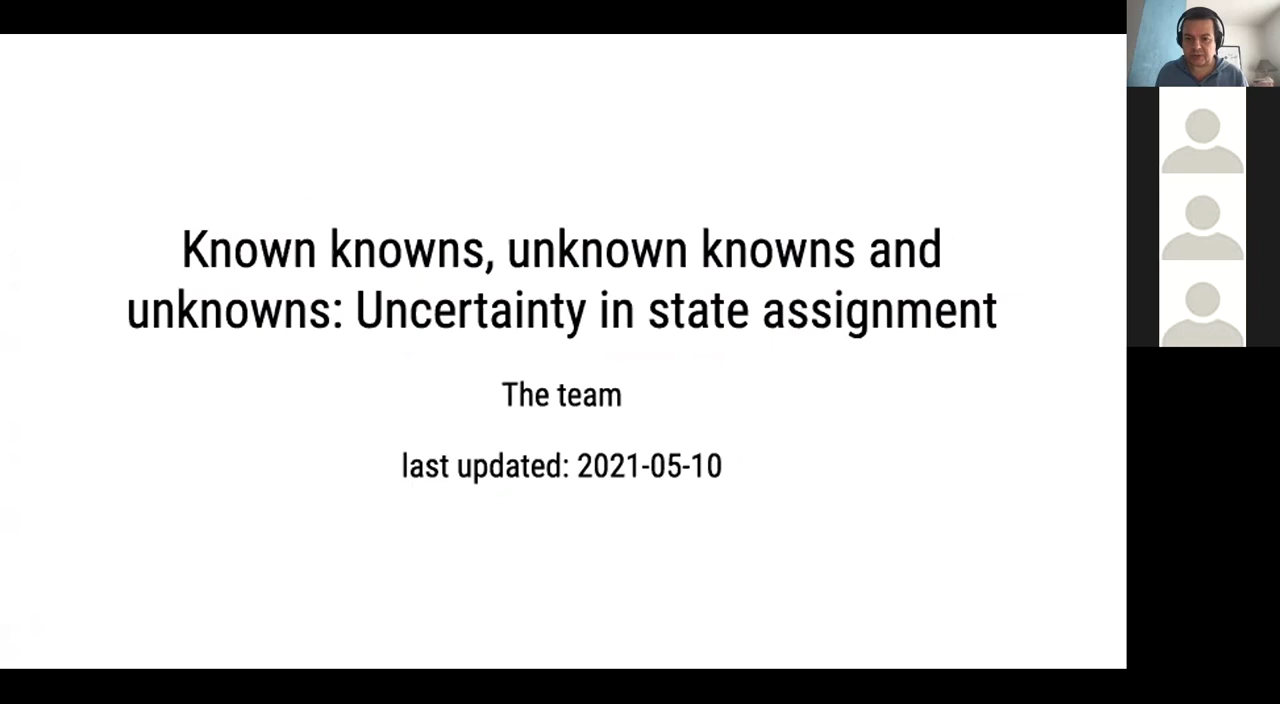 Known knowns, unknown knowns and
unknowns: Uncertainty in state assignment
The team
last updated: 2021-05-10